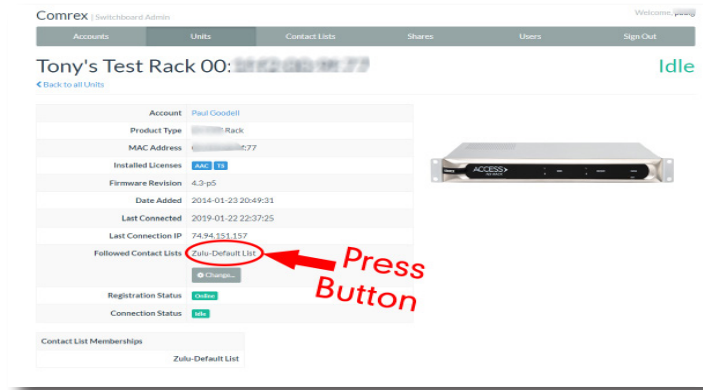 Comrex | Switchboard Admin
Welcome,
Accounts Units Contact Lists Shares Users Sign Out
Tony's Test Rack 00:
Idle
Back to all Units
Account Paul Goodell
Product Type Rack
MAC Address :77
Installed Licenses AAC TS
Firmware Revision 4.3-p5
Date Added 2014-01-23 20:49:31
Last Connected 2019-01-22 22:37:25
Last Connection IP 74.94.151.157
Followed Contact Lists Zulu-Default List
Change...
Registration Status Online
Connection Status Idle
Contact List Memberships
Zulu-Default List
ACCESS
Press
Button